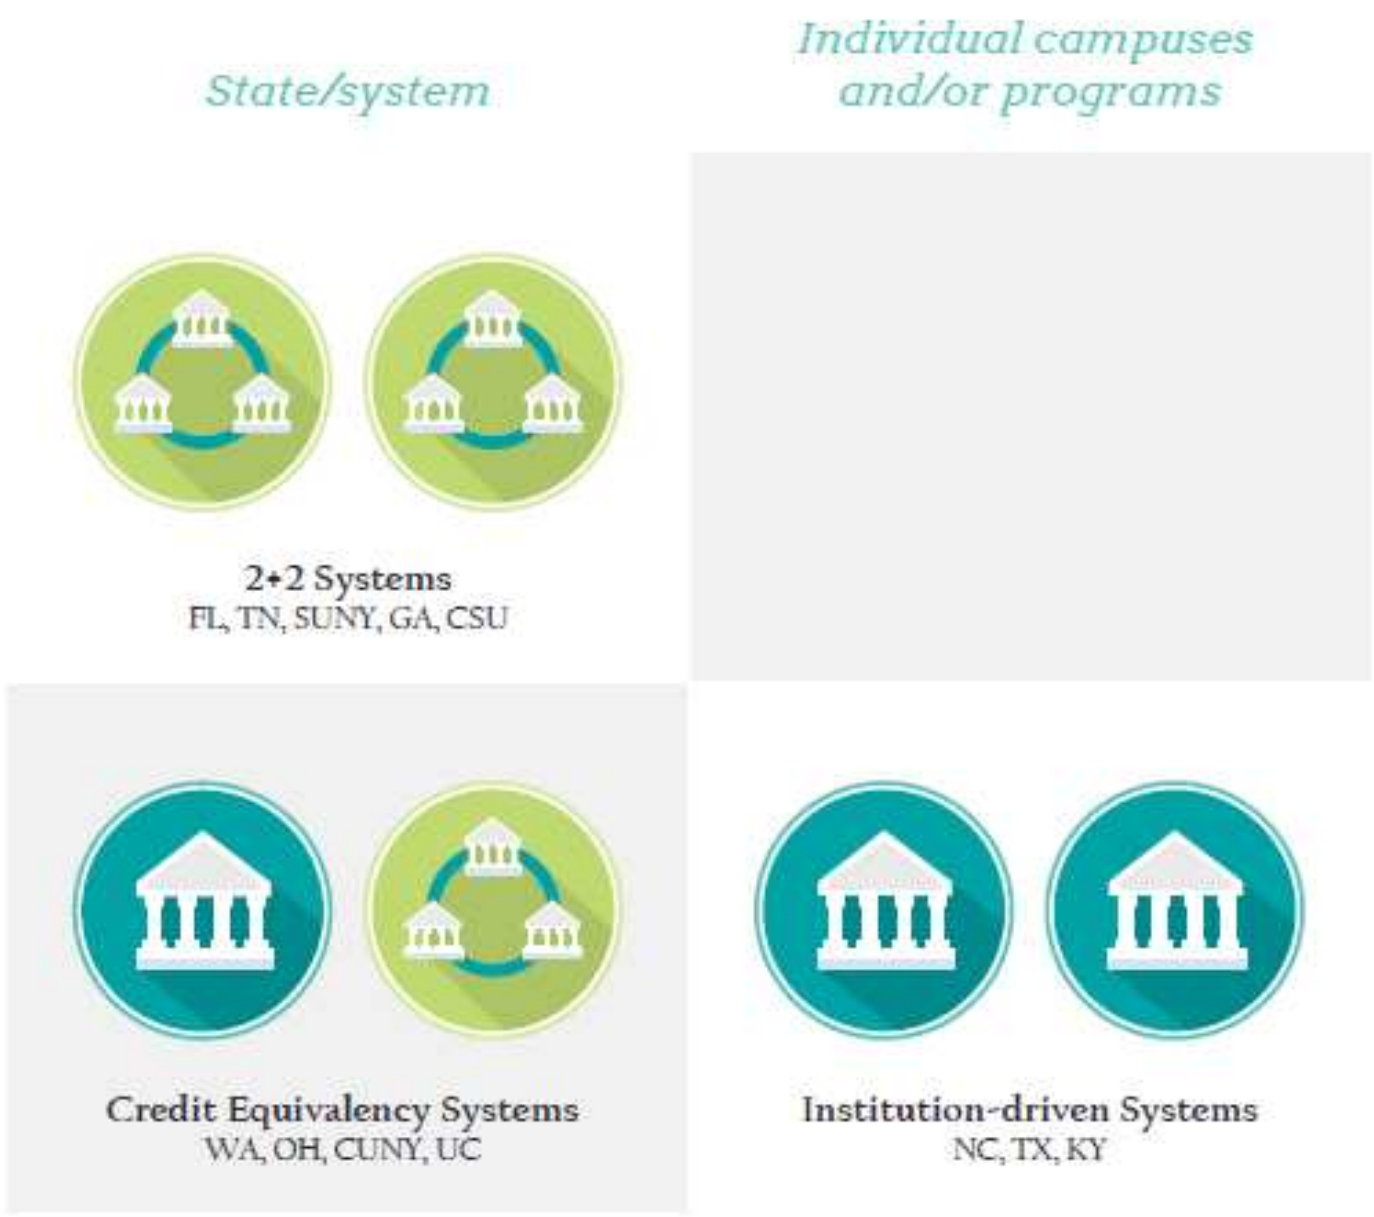 State/system
Individual campuses
and/or programs
2+2 Systems
FL, TN, SUNY, GA, CSU
Credit Equivalency Systems
WA, OH, CUNY, UC
Institution-driven Systems
NC, TX, KY